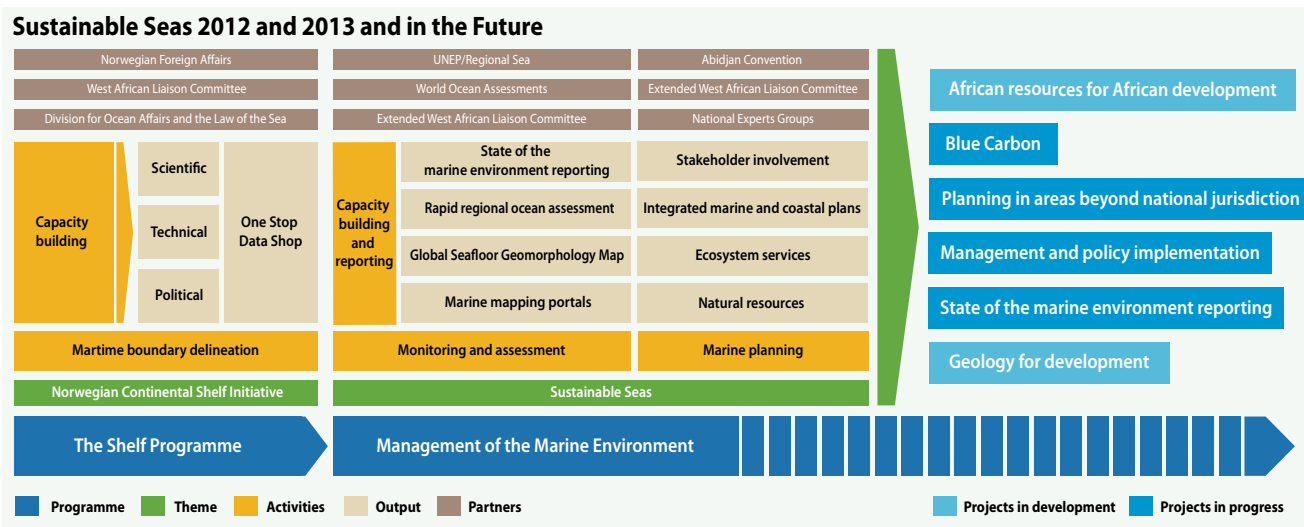 Sustainable Seas 2012 and 2013 and in the Future
Norwegian Foreign Affairs
West African Liaison Committee
Division for Ocean Affairs and the Law of the Sea
Capacity
building
Scientific
Technical
Political
One Stop
Data Shop
Martime boundary delineation
Norwegian Continental Shelf Initiative
The Shelf Programme
UNEP/Regional Sea
World Ocean Assessments
Extended West African Liaison Committee
Capacity
building
and
reporting
State of the
marine environment reporting
Rapid regional ocean assessment
Global Seafloor Geomorphology Map
Marine mapping portals
Monitoring and assessment
Abidjan Convention
Extended West African Liaison Committee
National Experts Groups
Stakeholder involvement
Integrated marine and coastal plans
Ecosystem services
Natural resources
Marine planning
Sustainable Seas
Management of the Marine Environment
African resources for African development
Blue Carbon
Planning in areas beyond national jurisdiction
Management and policy implementation
State of the marine environment reporting
Geology for development
Programme
Theme
Activities
Output
Partners
Projects in development
Projects in progress